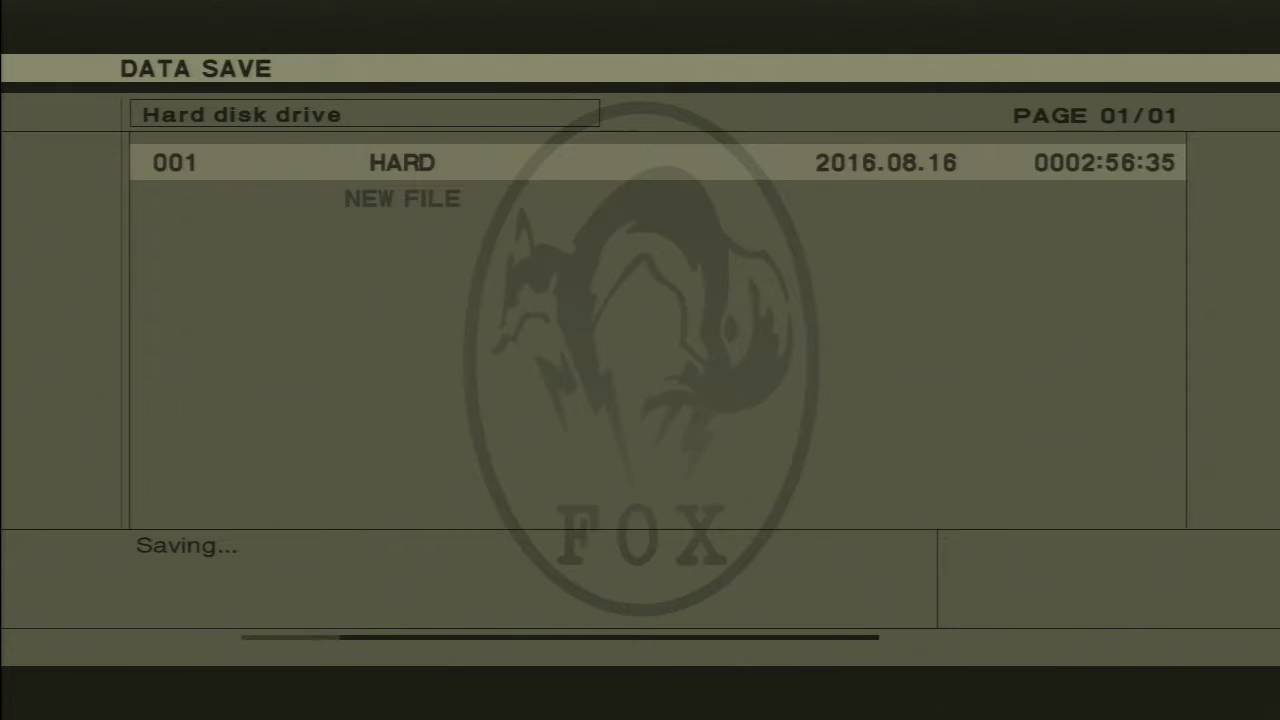 DATA SAVE
Hard disk drive PAGE 01/01
001 HARD 2016.08.16 0002:56:35
NEW FILE
FOX
Saving...